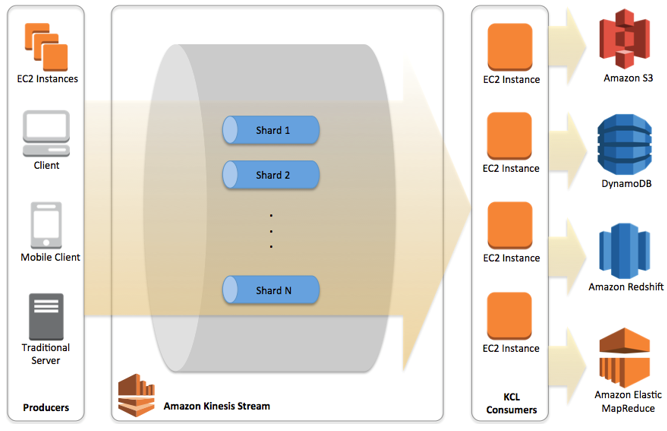 EC2 Instances
Client
Mobile Client
Traditional
Server
Producers
Shard 1
Shard 2
Shard N
Amazon Kinesis Stream
EC2 Instance
EC2 Instance
EC2 Instance
EC2 Instance
KCL
Consumers
Amazon S3
DynamoDB
Amazon Redshift
Amazon Elastic
MapReduce